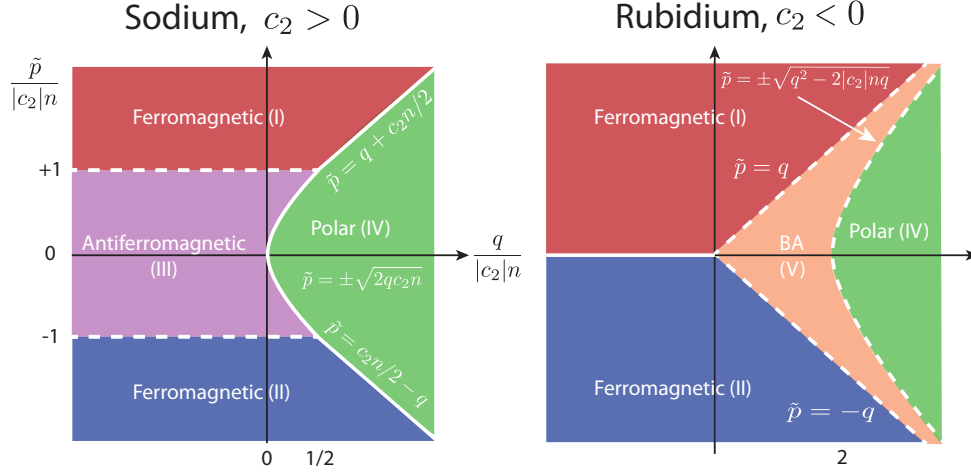 Sodium, c₂ > 0
p̃ / |c₂|n
Ferromagnetic (I)
p̃ = q + c₂n/2
+1
Antiferromagnetic
(III)
Polar (IV)
0
q / |c₂|n
p̃ = ±√(2qc₂n)
-1
p̃ = c₂n/2 − q
Ferromagnetic (II)
0
1/2
Rubidium, c₂ < 0
p̃ = ±√(q² − 2|c₂|nq)
Ferromagnetic (I)
p̃ = q
BA
(V)
Polar (IV)
Ferromagnetic (II)
p̃ = −q
2